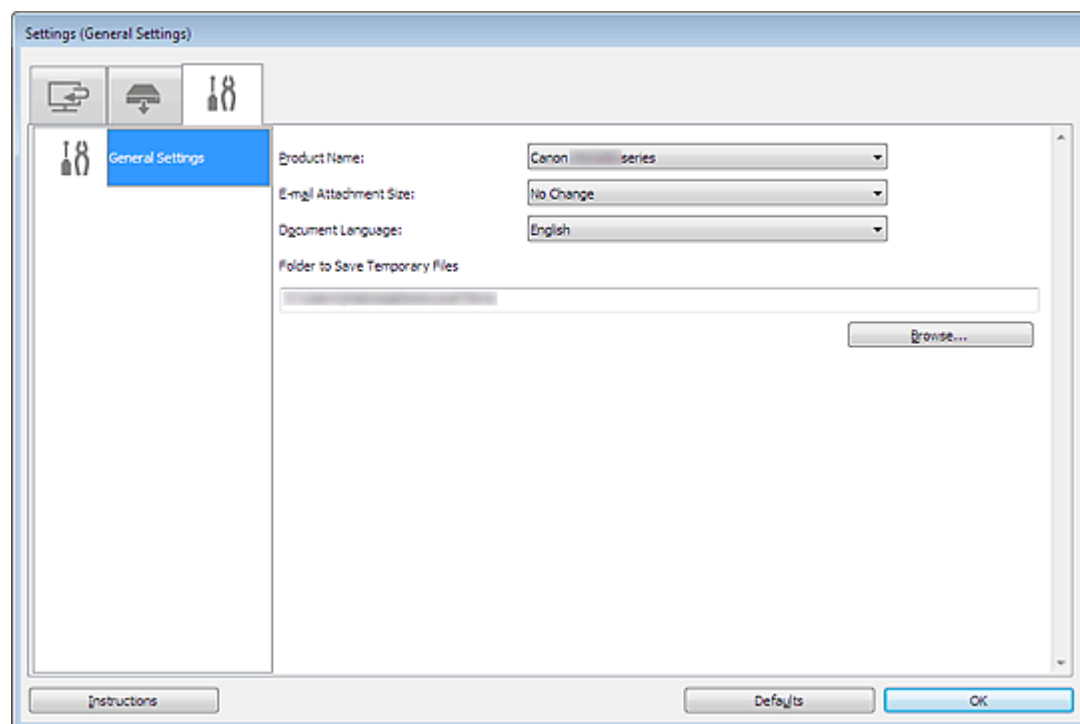 Settings (General Settings)
General Settings
Product Name:
Canon series
E-mail Attachment Size:
No Change
Document Language:
English
Folder to Save Temporary Files
Browse...
Instructions
Defaults
OK